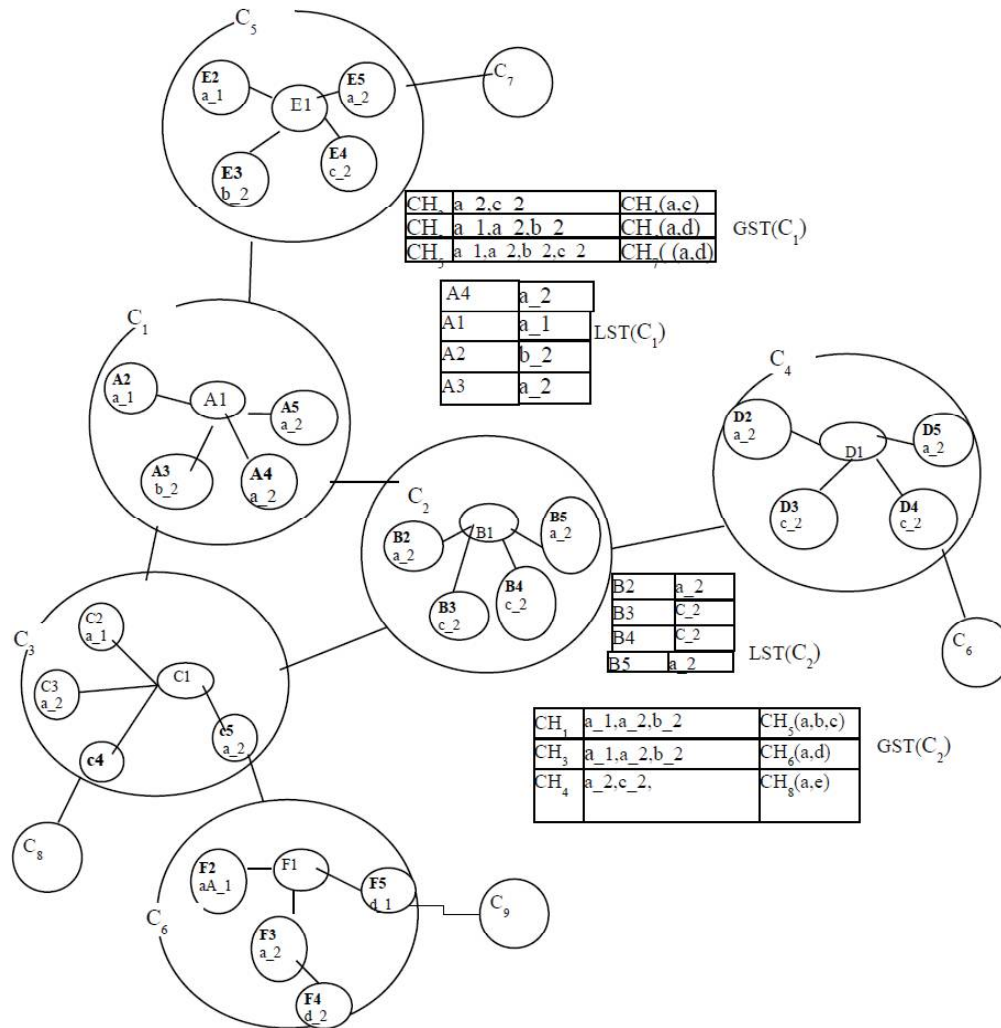 C5
E2
a_1
E1
E5
a_2
E3
b_2
E4
c_2
C7
a_2,c_2 (a,c)
a_1,a_2,b_2 (a,d)
a_1,a_2,b_2,c_2 CH7( (a,d)
GST(C1)
A4 a_2
A1 a_1
A2 b_2
A3 a_2
LST(C1)
C1
A2
a_1
A1
A5
a_2
A3
b_2
A4
a_2
C4
D2
a_2
D1
D5
a_2
D3
c_2
D4
c_2
C2
B2
a_2
B1
B5
a_2
B3
c_2
B4
c_2
B2 a_2
B3 C_2
B4 C_2
B5 a_2
LST(C2)
C6
C3
C2
a_1
C1
C3
a_2
c4
c5
a_2
CH1 a_1,a_2,b_2 CH5(a,b,c)
CH3 a_1,a_2,b_2 CH6(a,d)
CH4 a_2,c_2, CH8(a,e)
GST(C2)
C8
C6
F2
aA_1
F1
F5
d_1
F3
a_2
F4
d_2
C9